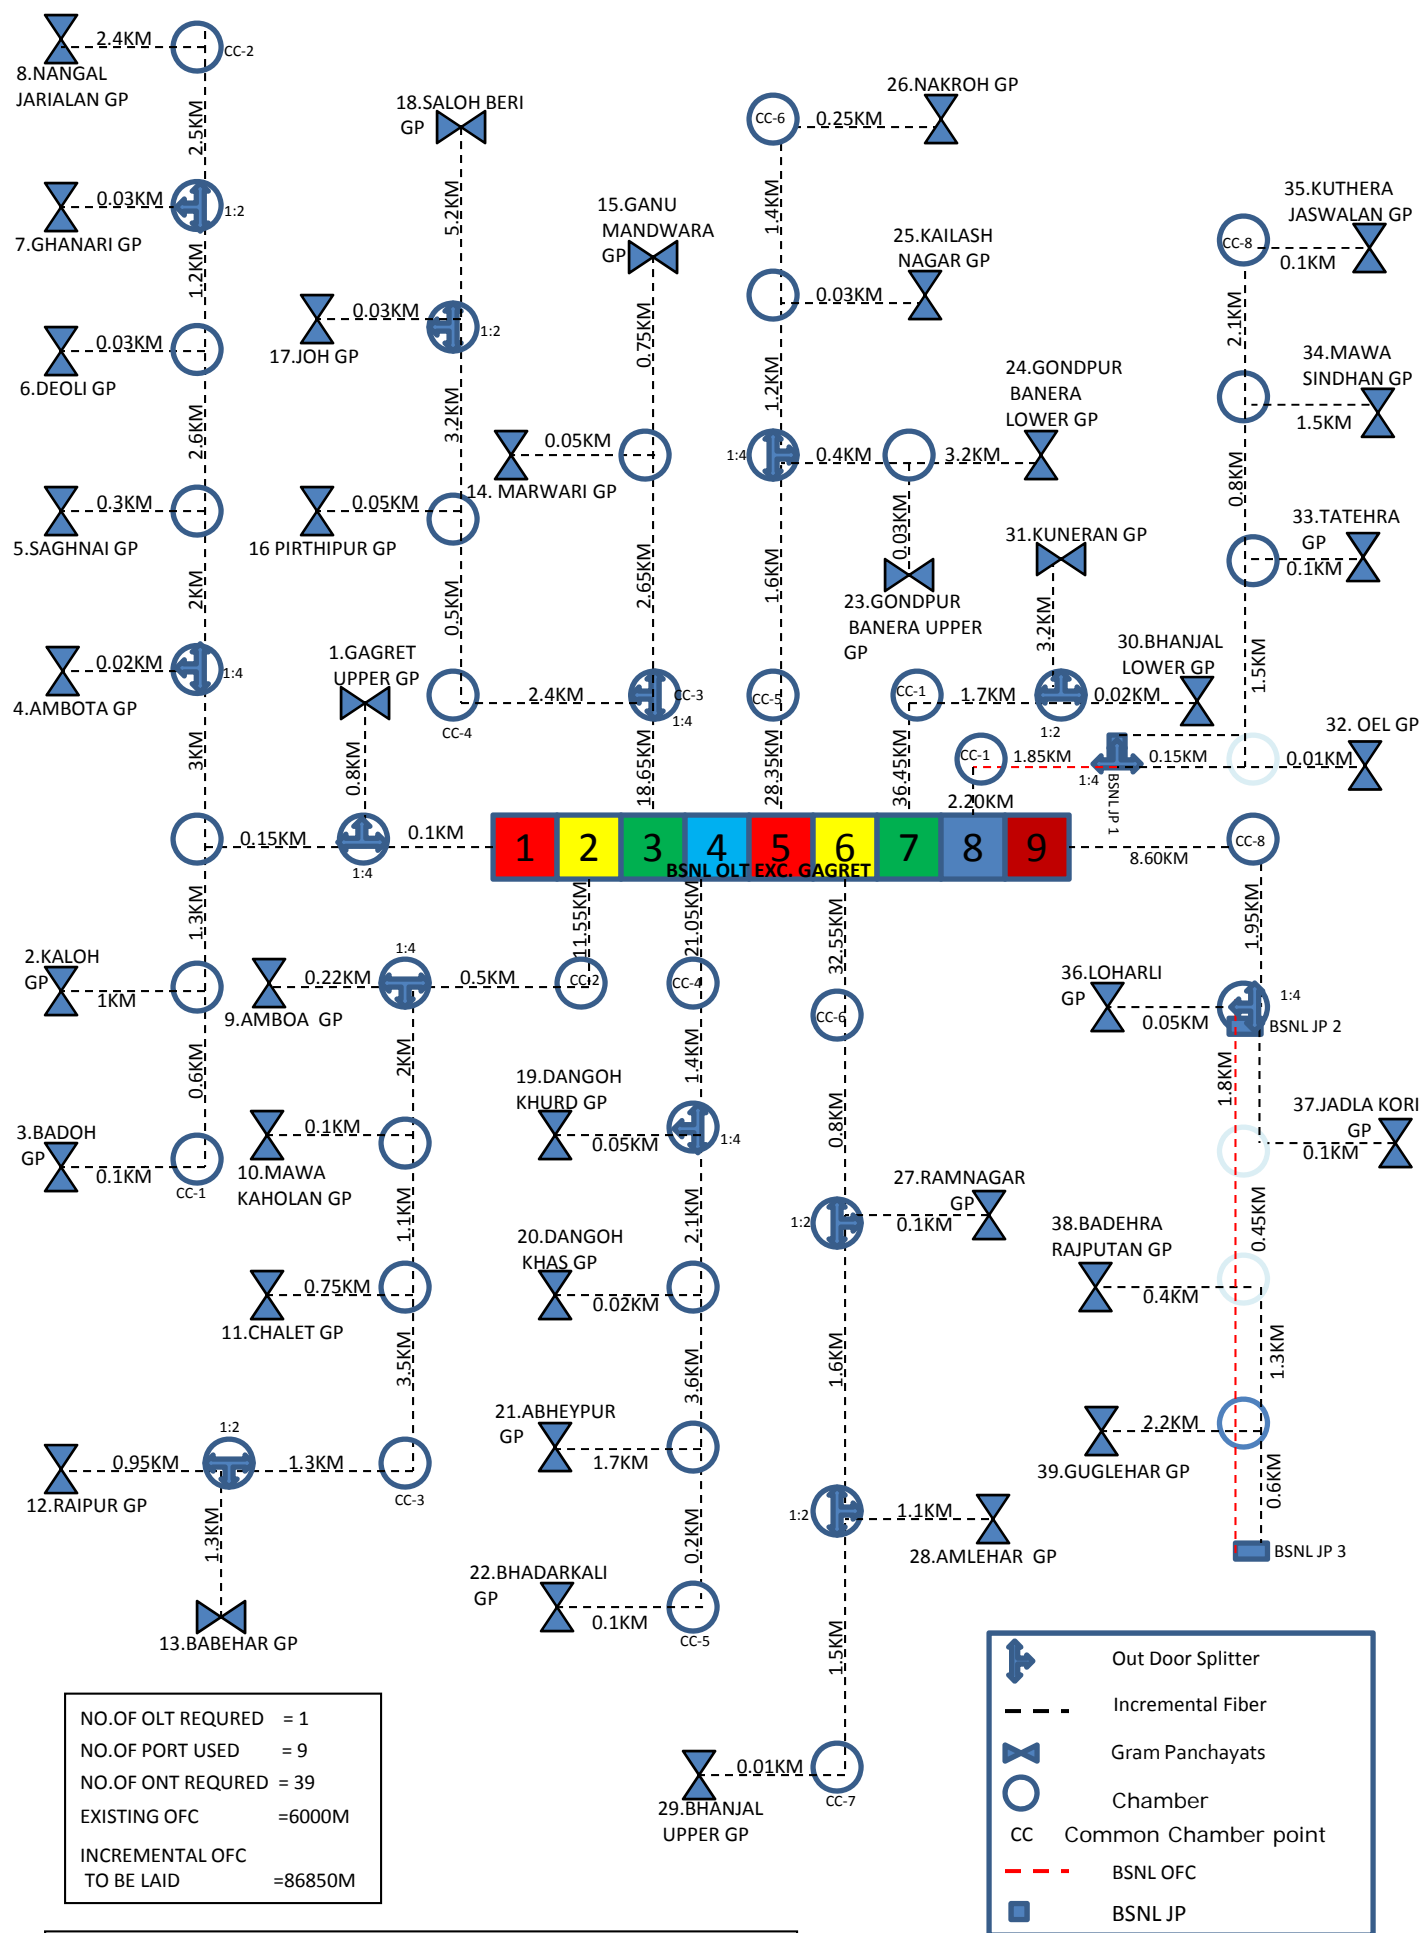 2.4KM
CC-2
8.NANGAL
JARIALAN GP
2.5KM
0.03KM
1:2
7.GHANARI GP
1.2KM
0.03KM
6.DEOLI GP
2.6KM
0.3KM
5.SAGHNAI GP
2KM
0.02KM
1:4
4.AMBOTA GP
3KM
0.15KM
1:4
0.1KM
1.GAGRET
UPPER GP
0.8KM
1.3KM
2.KALOH
GP
1KM
0.6KM
3.BADOH
GP
0.1KM
CC-1
18.SALOH BERI
GP
5.2KM
0.03KM
1:2
17.JOH GP
3.2KM
0.05KM
16 PIRTHIPUR GP
0.5KM
CC-4
2.4KM
15.GANU
MANDWARA
GP
0.75KM
0.05KM
14. MARWARI GP
2.65KM
CC-3
1:4
18.65KM
26.NAKROH GP
CC-6
0.25KM
1.4KM
25.KAILASH
NAGAR GP
0.03KM
1.2KM
24.GONDPUR
BANERA
LOWER GP
1:4
0.4KM
3.2KM
0.03KM
23.GONDPUR
BANERA UPPER
GP
1.6KM
CC-5
28.35KM
31.KUNERAN GP
3.2KM
30.BHANJAL
LOWER GP
CC-1
1.7KM
0.02KM
1:2
36.45KM
35.KUTHERA
JASWALAN GP
CC-8
0.1KM
2.1KM
34.MAWA
SINDHAN GP
1.5KM
0.8KM
33.TATEHRA
GP
0.1KM
1.5KM
32. OEL GP
CC-1
1.85KM
0.15KM
0.01KM
1:4
BSNL JP 1
2.20KM
1 2 3 4 5 6 7 8 9
BSNL OLT EXC. GAGRET
8.60KM
CC-8
11.55KM
1:4
0.22KM
0.5KM
CC-2
9.AMBOA GP
2KM
0.1KM
10.MAWA
KAHOLAN GP
1.1KM
0.75KM
11.CHALET GP
3.5KM
1:2
0.95KM
1.3KM
CC-3
12.RAIPUR GP
1.3KM
13.BABEHAR GP
21.05KM
CC-4
1.4KM
19.DANGOH
KHURD GP
0.05KM
1:4
2.1KM
20.DANGOH
KHAS GP
0.02KM
3.6KM
21.ABHEYPUR
GP
1.7KM
0.2KM
22.BHADARKALI
GP
0.1KM
CC-5
32.55KM
CC-6
0.8KM
27.RAMNAGAR
GP
1:2
0.1KM
1.6KM
1:2
1.1KM
28.AMLEHAR GP
1.5KM
0.01KM
CC-7
29.BHANJAL
UPPER GP
1.95KM
36.LOHARLI
GP
1:4
0.05KM
BSNL JP 2
1.8KM
37.JADLA KORI
GP
0.1KM
0.45KM
38.BADEHRA
RAJPUTAN GP
0.4KM
1.3KM
2.2KM
39.GUGLEHAR GP
0.6KM
BSNL JP 3
NO.OF OLT REQURED = 1
NO.OF PORT USED = 9
NO.OF ONT REQURED = 39
EXISTING OFC =6000M
INCREMENTAL OFC
TO BE LAID =86850M
Out Door Splitter
Incremental Fiber
Gram Panchayats
Chamber
CC Common Chamber point
BSNL OFC
BSNL JP